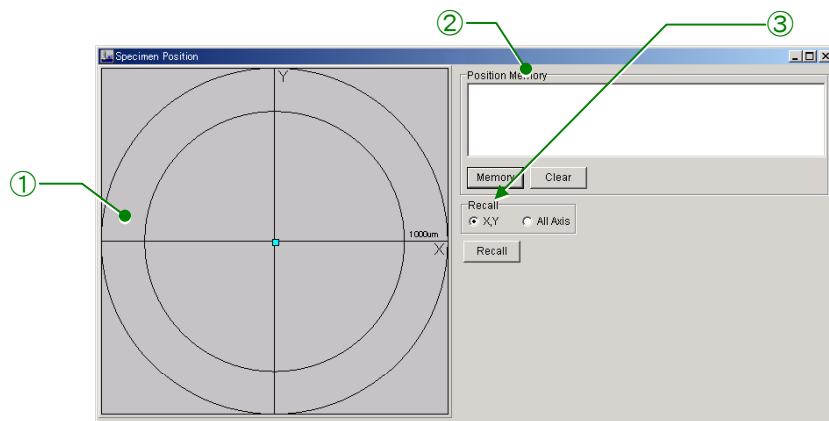 ② ③
Specimen Position
Y
Position Memory
①
Memory Clear
Recall
X,Y All Axis
1000um
X
Recall